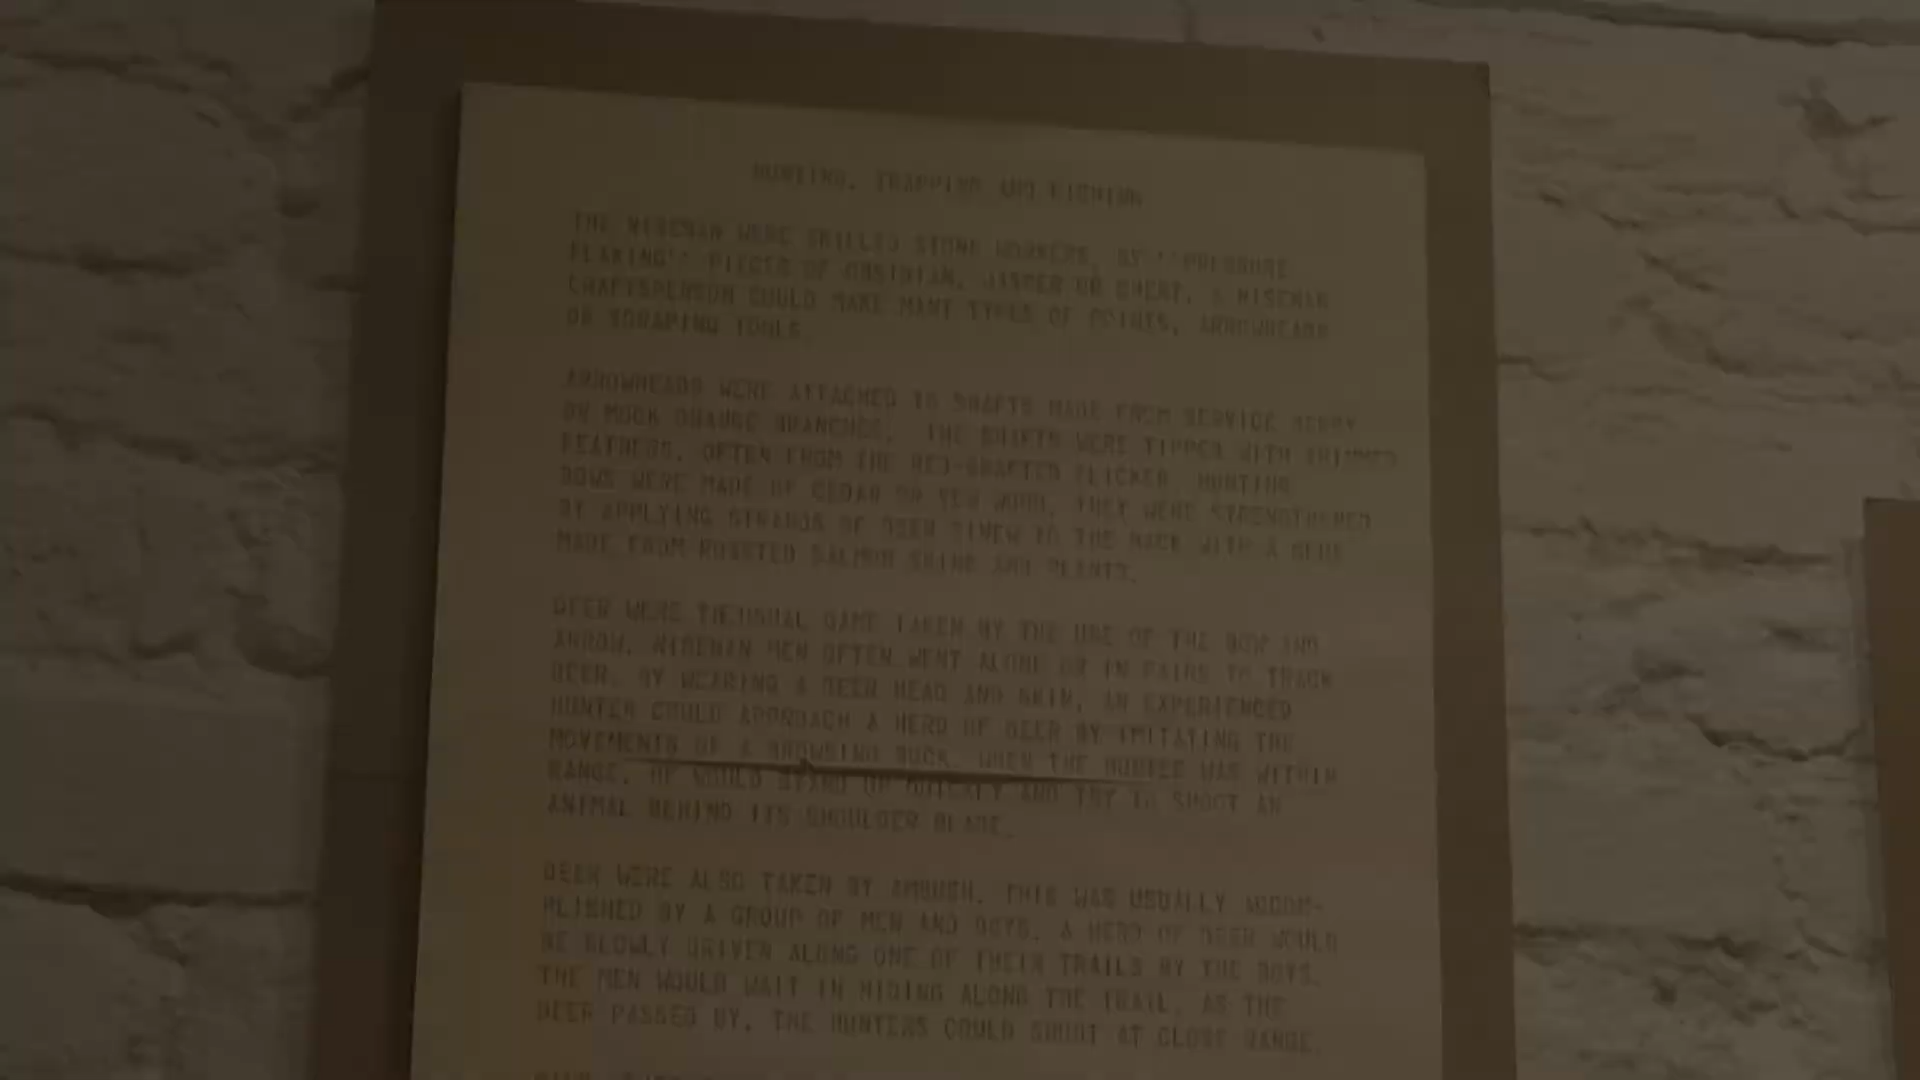 HUNTING, TRAPPING AND FISHING
THE NISENAN WERE SKILLED STONE WORKERS, BY ''PRESSURE
FLAKING'' PIECES OF OBSIDIAN, JASPER OR CHERT, A NISENAN
CRAFTSPERSON COULD MAKE MANY TYPES OF POINTS, ARROWHEADS
OR SCRAPING TOOLS.
ARROWHEADS WERE ATTACHED TO SHAFTS MADE FROM SERVICE BERRY
OR MOCK ORANGE BRANCHES. THE SHAFTS WERE TIPPED WITH TRIMMED
FEATHERS, OFTEN FROM THE RED-SHAFTED FLICKER. HUNTING
BOWS WERE MADE OF CEDAR OR YEW WOOD, THEY WERE STRENGTHENED
BY APPLYING STRANDS OF DEER SINEW TO THE BACK WITH A GLUE
MADE FROM ROASTED SALMON SKINS AND PLANTS.
DEER WERE THE USUAL GAME TAKEN BY THE USE OF THE BOW AND
ARROW. NISENAN MEN OFTEN WENT ALONE OR IN PAIRS TO TRACK
DEER. BY WEARING A DEER HEAD AND SKIN, AN EXPERIENCED
HUNTER COULD APPROACH A HERD OF DEER BY IMITATING THE
MOVEMENTS OF A BROWSING BUCK. WHEN THE HUNTER WAS WITHIN
RANGE, HE WOULD STAND UP QUICKLY AND TRY TO SHOOT AN
ANIMAL BEHIND ITS SHOULDER BLADE.
DEER WERE ALSO TAKEN BY AMBUSH. THIS WAS USUALLY ACCOM-
PLISHED BY A GROUP OF MEN AND BOYS. A HERD OF DEER WOULD
BE SLOWLY DRIVEN ALONG ONE OF THEIR TRAILS BY THE BOYS.
THE MEN WOULD WAIT IN HIDING ALONG THE TRAIL. AS THE
DEER PASSED BY, THE HUNTERS COULD SHOOT AT CLOSE RANGE.